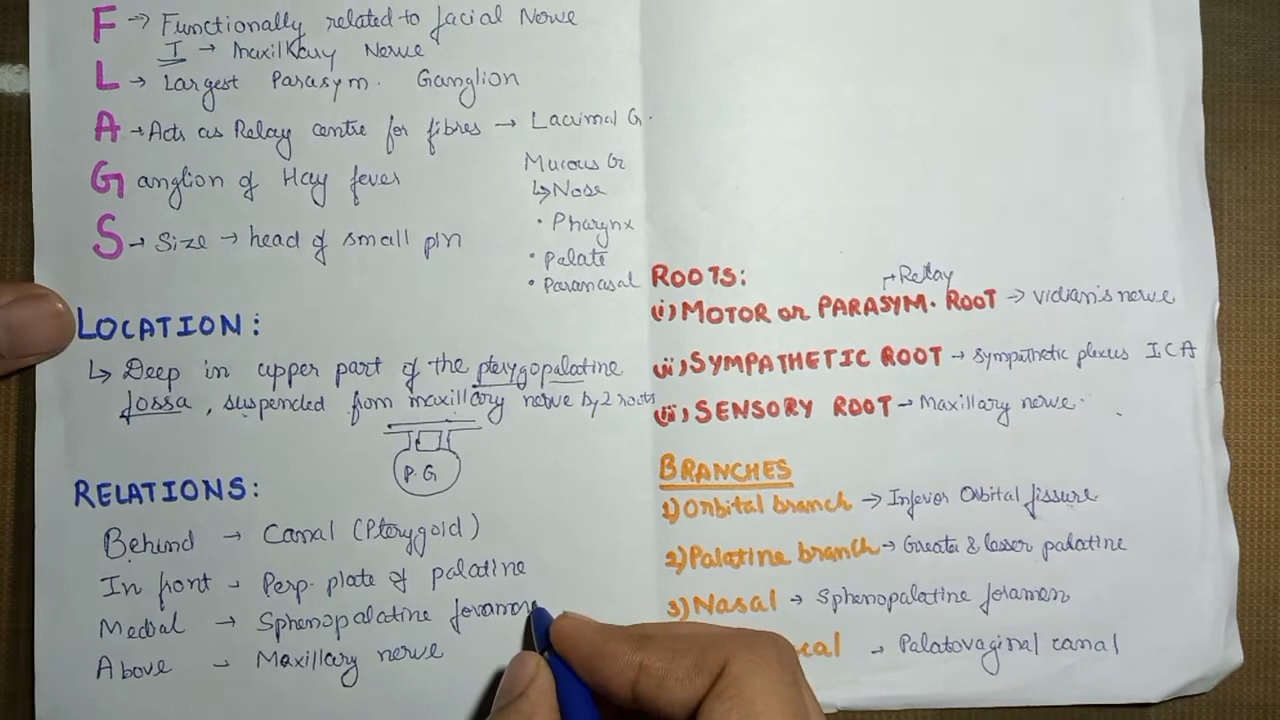 F → Functionally related to facial Nerve
I → Maxillary Nerve
L → Largest Parasym. Ganglion
A → Acts as Relay centre for fibres → Lacrimal G.
Mucous Gr
↳ Nose
• Pharynx
• Palate
• Paranasal
G anglion of Hay fever
S → Size → head of small pin
LOCATION:
↳ Deep in upper part of the pterygopalatine
fossa, suspended from maxillary nerve by 2 roots
P.G
RELATIONS:
Behind → Canal (Pterygoid)
In front - Perp. plate of palatine
Medial → Sphenopalatine foramen
Above - Maxillary nerve
ROOTS:
→ Relay
(i) MOTOR or PARASYM. ROOT → vidian's nerve
(ii) SYMPATHETIC ROOT → Sympathetic plexus ICA
(iii) SENSORY ROOT - Maxillary nerve
BRANCHES
1) Orbital branch → Inferior Orbital fissure
2) Palatine branch → Greater & lesser palatine
3) Nasal → Sphenopalatine foramen
→ Palatovaginal canal